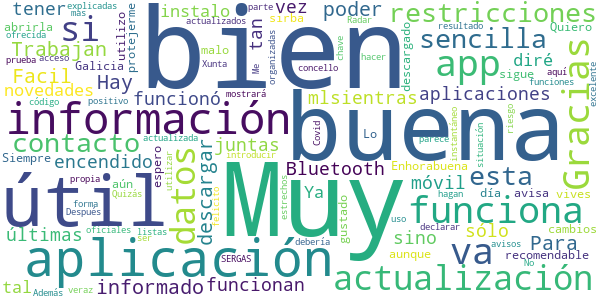 explicadas
parte
actualizados
tener
más
abrirla
ofrecida
si
utilizo
protejerme
instalo
vez
tan
sirba
poder
Radar
chave
hacer
descargado
restricciones
resultado
Quiero
Trabajan
prueba
acceso
malo
Me
organizadas
sencilla
Galicia
Xunta
concello
bien
Facil
Hay
novedades
código
positivo
funcionó
mostrará
Covid
mlsientras
app
diré
sigue
aquí
funciones
excelente
aplicaciones
Gracias
información
actualizada
introducir
juntas
Lo
parece
instantáneo
situación
riesgo
buena
contacto
Siempre
encendido
aún
Quizás
espero
utilizar
datos
descargar
Bluetooth
Enhorabuena
móvil
esta
día
avisa
vives
propia
forma
Después
oficiales
listas
ser
felicito
estrechos
Ya
gustado
uso
declarar
hagan
avisos
recomendable
cambios
útil
Muy
funciona
últimas
sino
aunque
No
sólo
Para
aplicación
SERGAS
debería
va
tal
Además
veraz
informado
funcionan
actualización